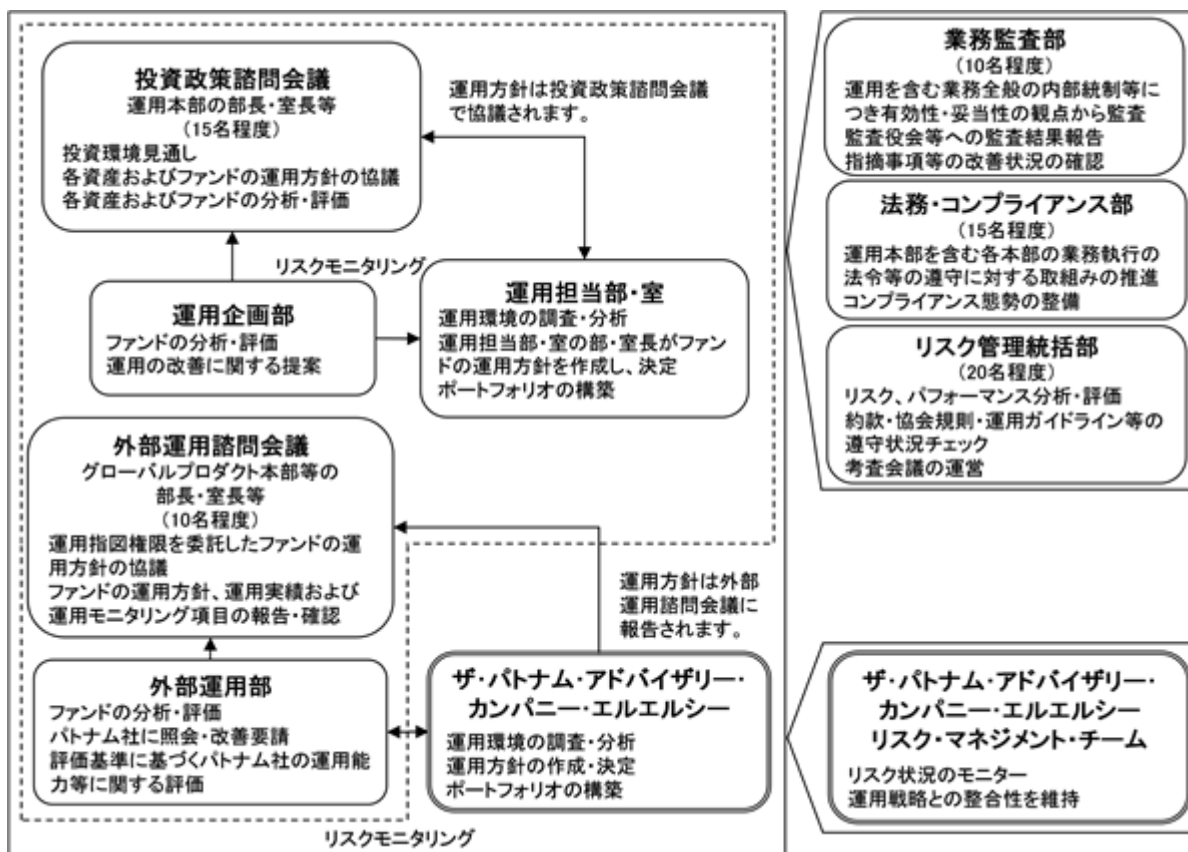 投資政策諮問会議
運用本部の部長・室長等
(15名程度)
投資環境見通し
各資産およびファンドの運用方針の協議
各資産およびファンドの分析・評価
運用方針は投資政策諮問会議
で協議されます。
リスクモニタリング
運用企画部
ファンドの分析・評価
運用の改善に関する提案
運用担当部・室
運用環境の調査・分析
運用担当部・室の部・室長がファン
ドの運用方針を作成し、決定
ポートフォリオの構築
外部運用諮問会議
グローバルプロダクト本部等の
部長・室長等
(10名程度)
運用指図権限を委託したファンドの運
用方針の協議
ファンドの運用方針、運用実績および
運用モニタリング項目の報告・確認
運用方針は外部
運用諮問会議に
報告されます。
外部運用部
ファンドの分析・評価
パトナム社に照会・改善要請
評価基準に基づくパトナム社の運用能
力等に関する評価
ザ・パトナム・アドバイザリー・
カンパニー・エルエルシー
運用環境の調査・分析
運用方針の作成・決定
ポートフォリオの構築
リスクモニタリング
業務監査部
(10名程度)
運用を含む業務全般の内部統制等に
つき有効性・妥当性の観点から監査
監査役会等への監査結果報告
指摘事項等の改善状況の確認
法務・コンプライアンス部
(15名程度)
運用本部を含む各本部の業務執行の
法令等の遵守に対する取組みの推進
コンプライアンス態勢の整備
リスク管理統括部
(20名程度)
リスク、パフォーマンス分析・評価
約款・協会規則・運用ガイドライン等の
遵守状況チェック
考査会議の運営
ザ・パトナム・アドバイザリー・
カンパニー・エルエルシー
リスク・マネジメント・チーム
リスク状況のモニター
運用戦略との整合性を維持